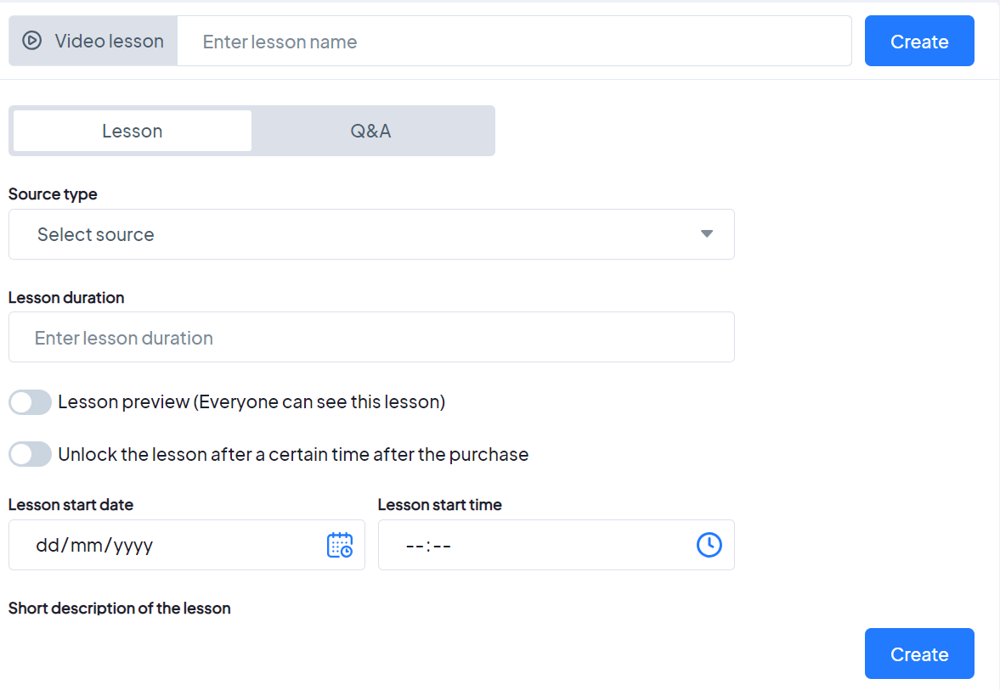 Video lesson
Enter lesson name
Create
Lesson
Q&A
Source type
Select source
Lesson duration
Enter lesson duration
Lesson preview (Everyone can see this lesson)
Unlock the lesson after a certain time after the purchase
Lesson start date
Lesson start time
dd/mm/yyyy
--:--
Short description of the lesson
Create